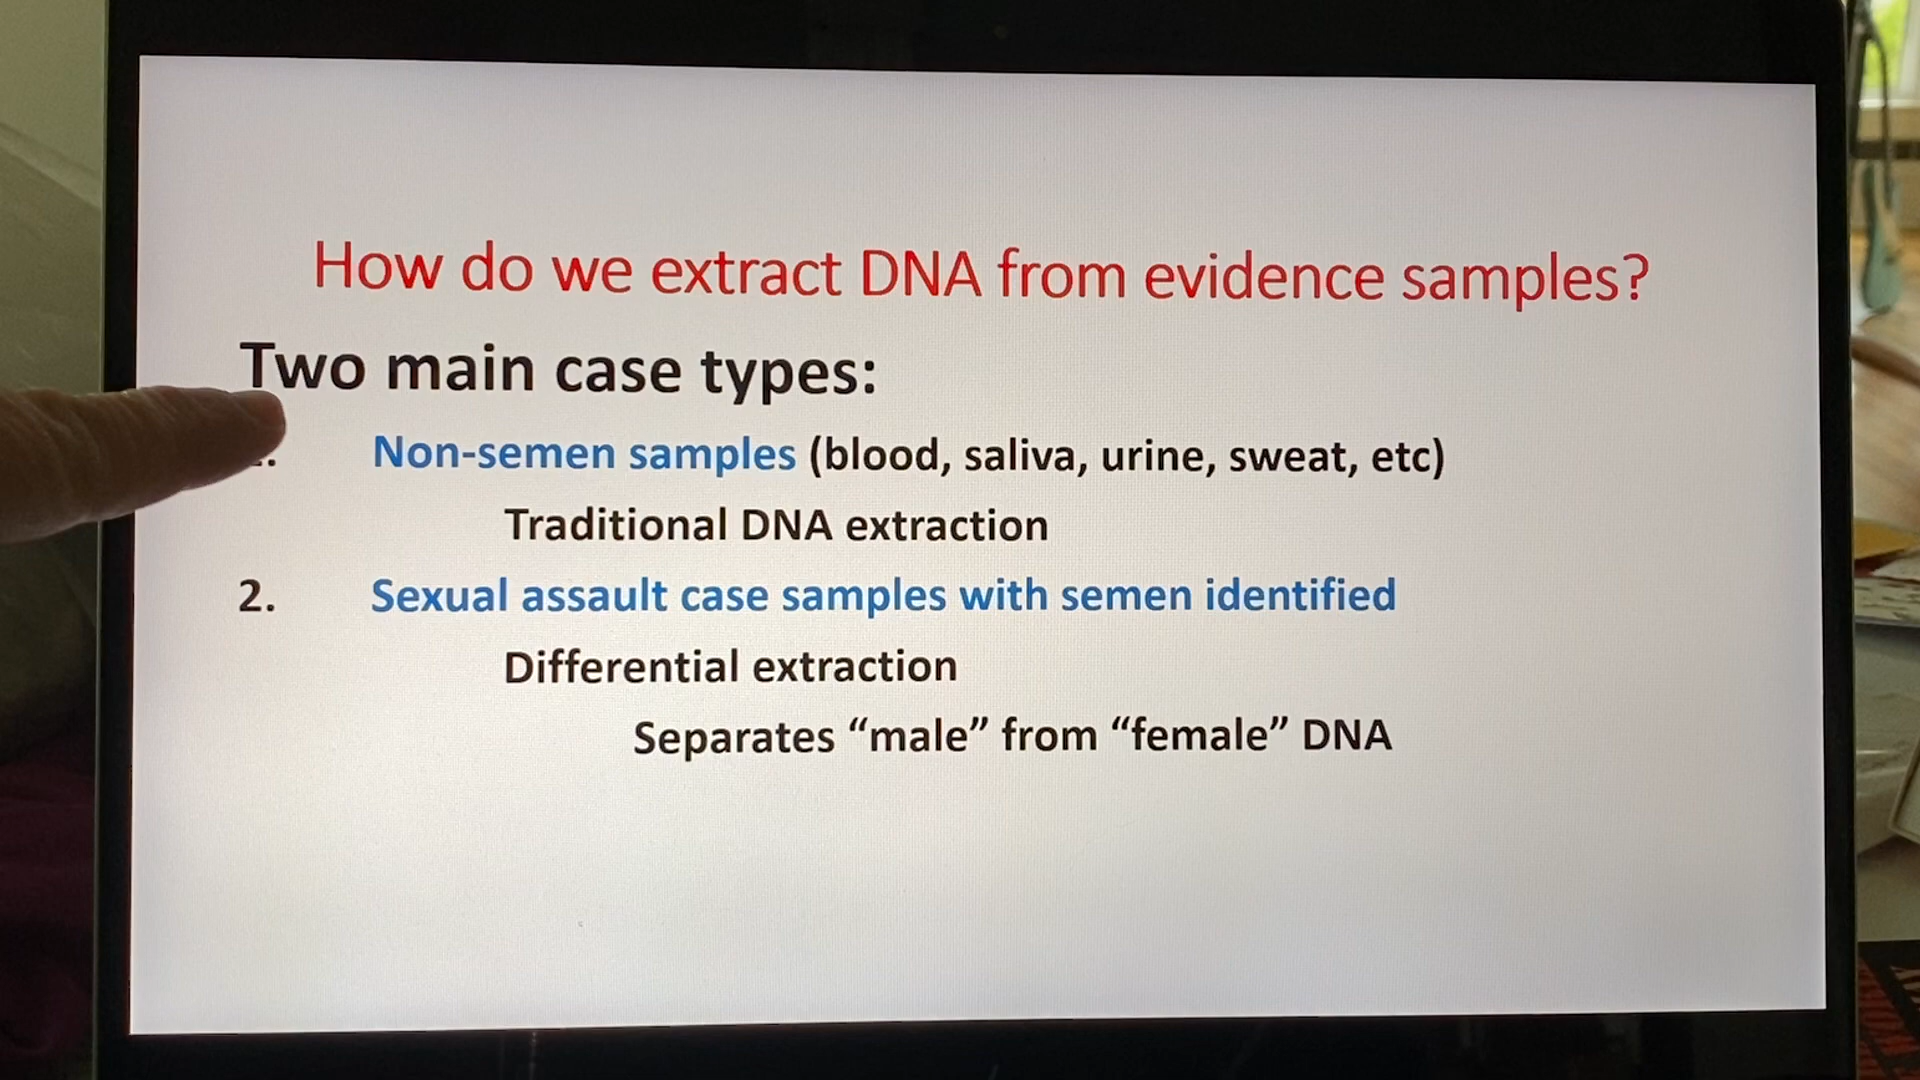 How do we extract DNA from evidence samples?
Two main case types:
Non-semen samples (blood, saliva, urine, sweat, etc)
Traditional DNA extraction
2. Sexual assault case samples with semen identified
Differential extraction
Separates “male” from “female” DNA